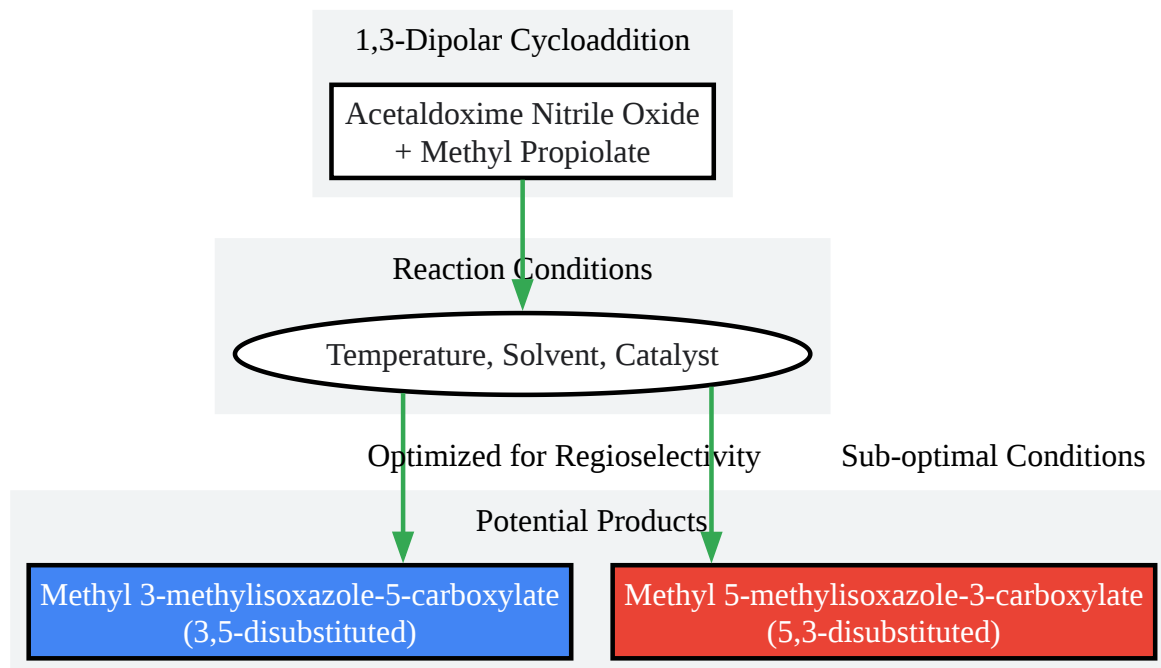 1,3-Dipolar Cycloaddition
Acetaldoxime Nitrile Oxide
+ Methyl Propiolate
Reaction Conditions
Temperature, Solvent, Catalyst
Optimized for Regioselectivity
Sub-optimal Conditions
Potential Products
Methyl 3-methylisoxazole-5-carboxylate
(3,5-disubstituted)
Methyl 5-methylisoxazole-3-carboxylate
(5,3-disubstituted)